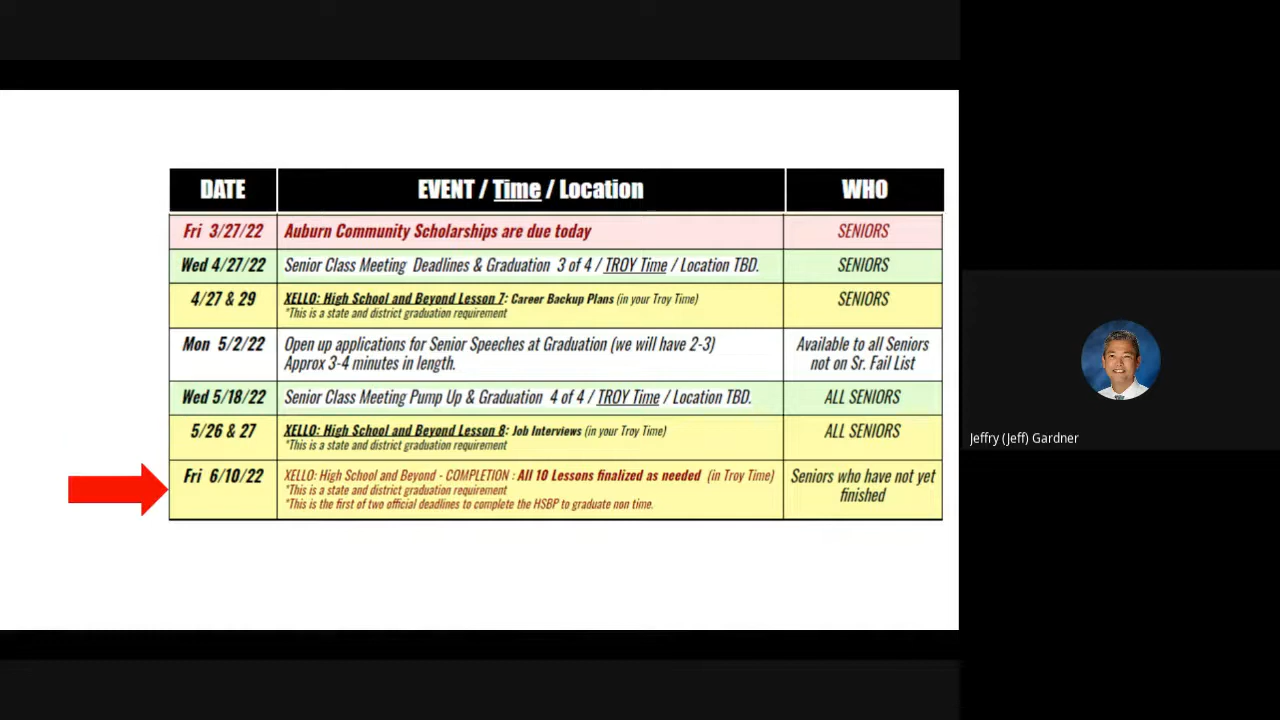 DATE EVENT / Time / Location WHO
Fri 3/27/22 Auburn Community Scholarships are due today SENIORS
Wed 4/27/22 Senior Class Meeting Deadlines & Graduation 3 of 4 / TROY Time / Location TBD. SENIORS
4/27 & 29 XELLO: High School and Beyond Lesson 7: Career Backup Plans (in your Troy Time) SENIORS
*This is a state and district graduation requirement
Mon 5/2/22 Open up applications for Senior Speeches at Graduation (we will have 2-3) Available to all Seniors
Approx 3-4 minutes in length. not on Sr. Fail List
Wed 5/18/22 Senior Class Meeting Pump Up & Graduation 4 of 4 / TROY Time / Location TBD. ALL SENIORS
5/26 & 27 XELLO: High School and Beyond Lesson 8: Job Interviews (in your Troy Time) ALL SENIORS
*This is a state and district graduation requirement
Fri 6/10/22 XELLO: High School and Beyond - COMPLETION : All 10 Lessons finalized as needed (in Troy Time) Seniors who have not yet
*This is a state and district graduation requirement finished
*This is the first of two official deadlines to complete the HSBP to graduate non time.
Jeffry (Jeff) Gardner